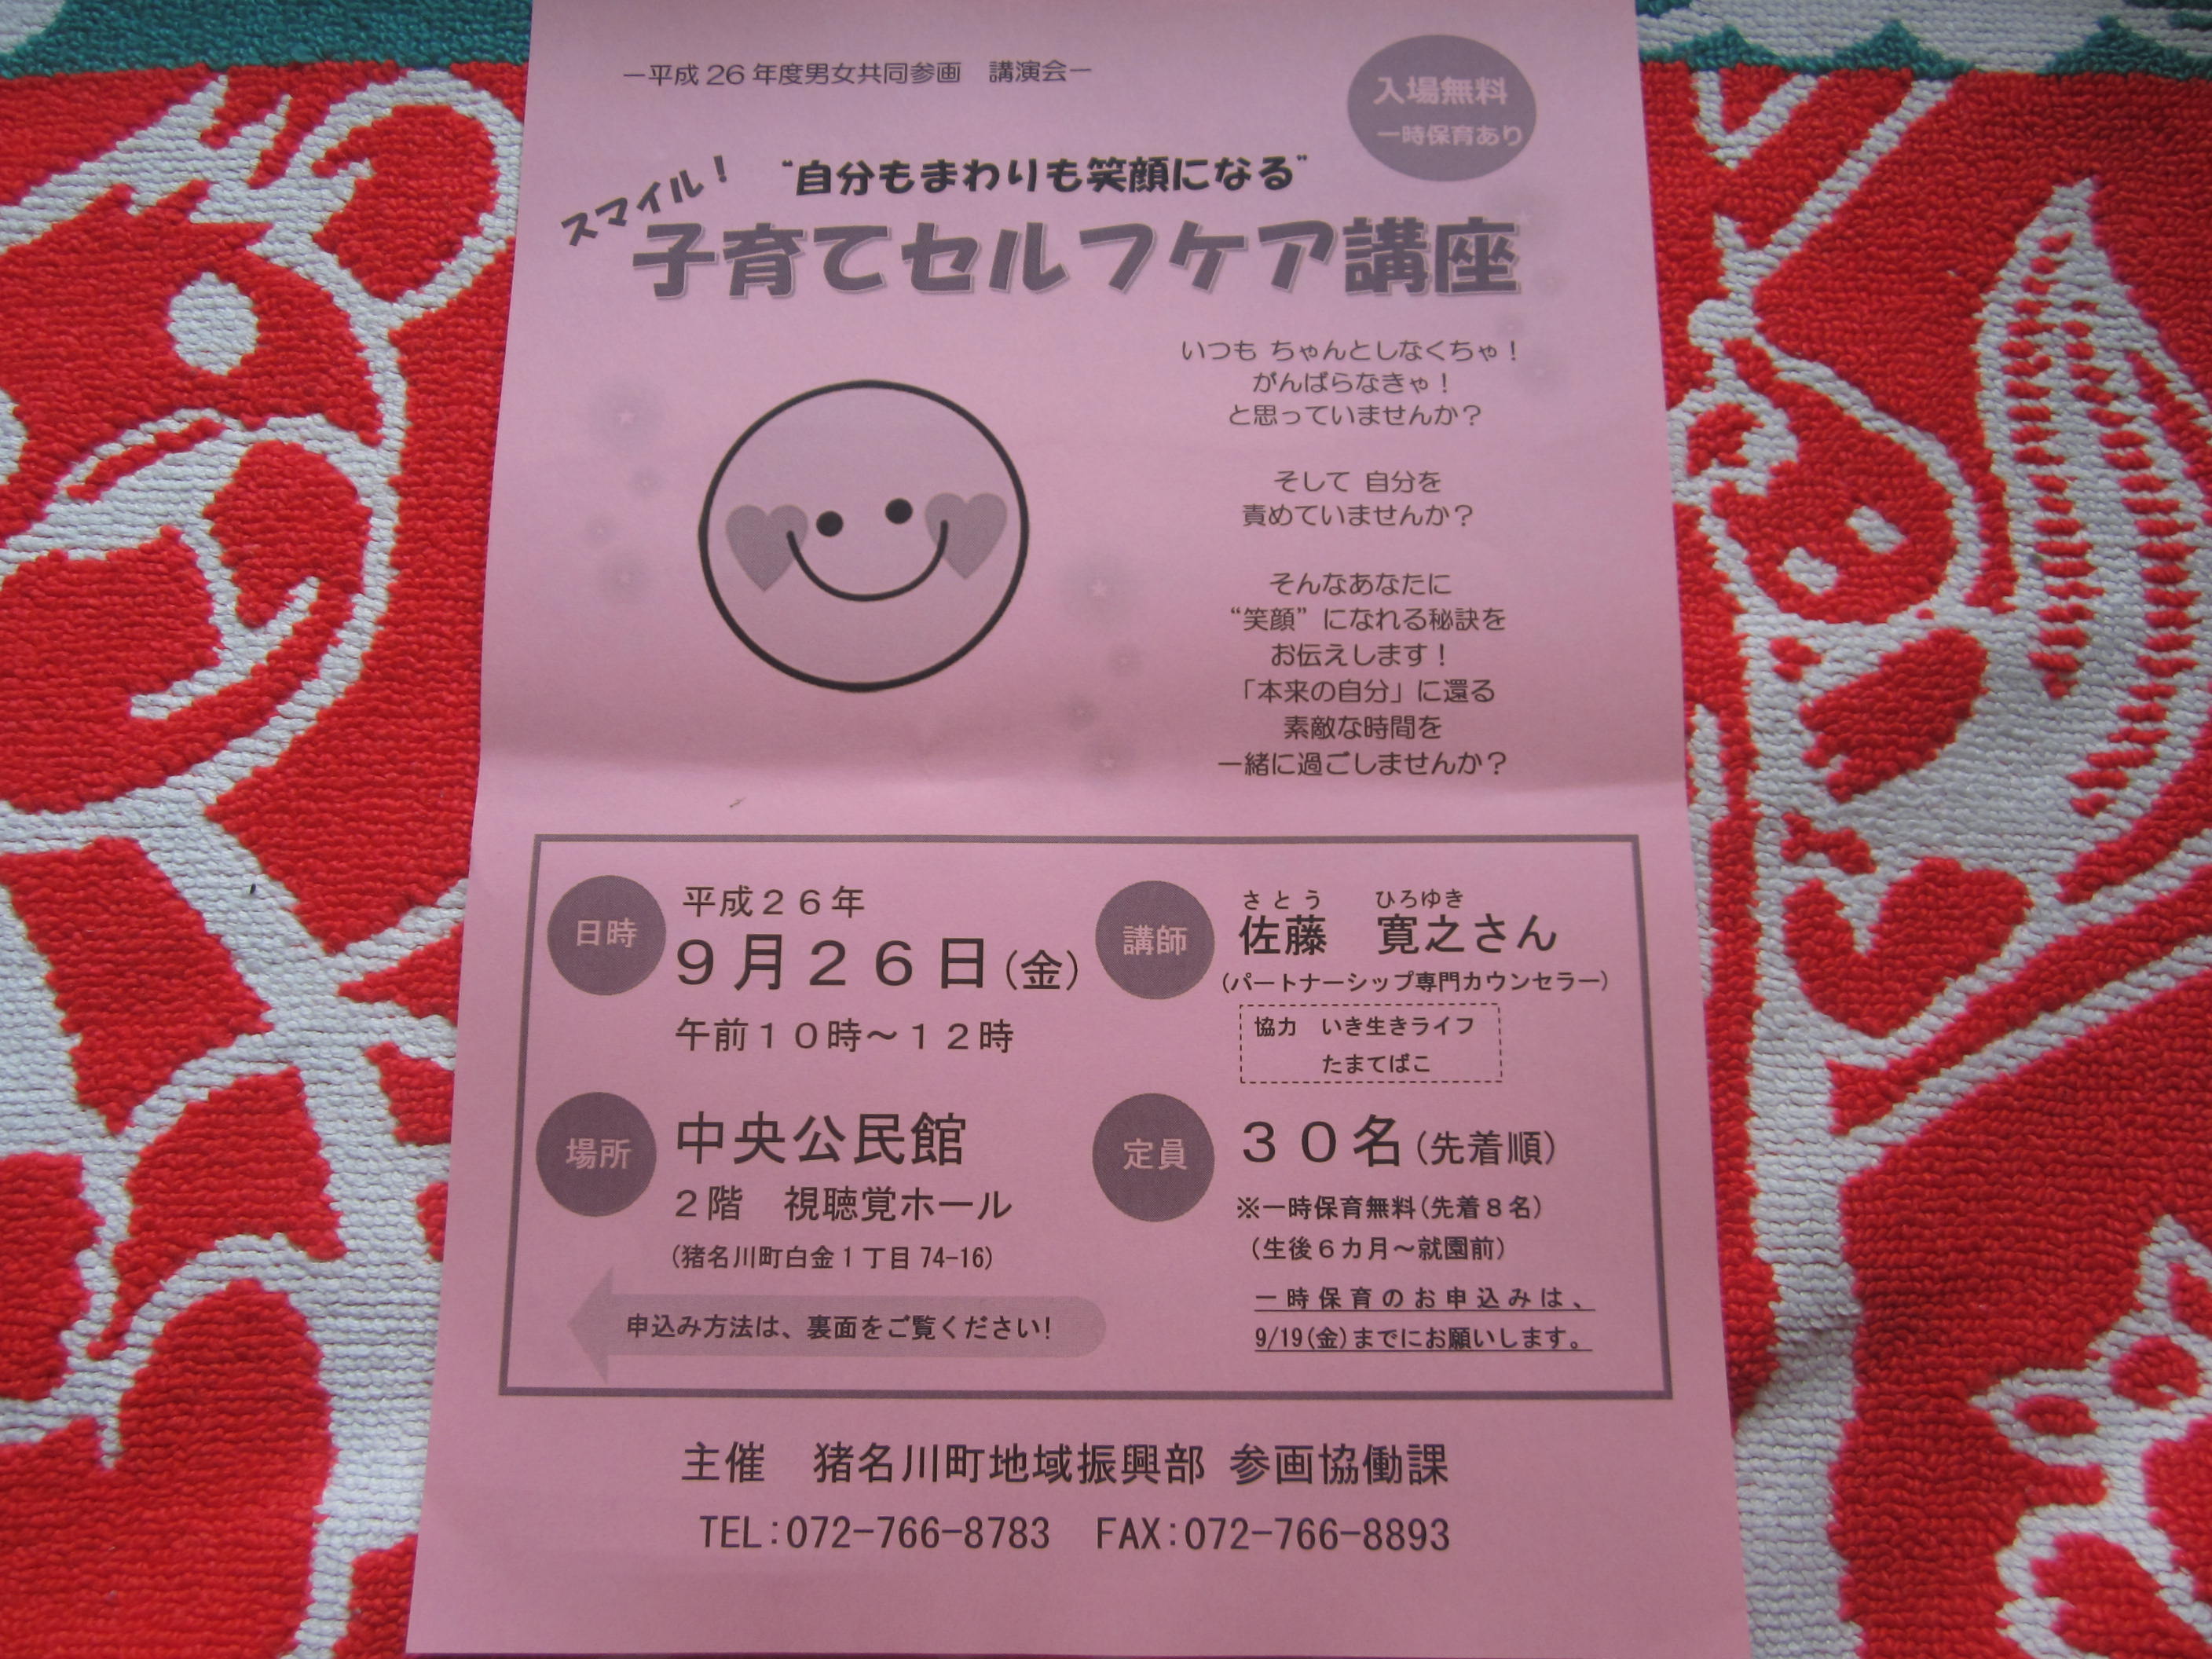 －平成26年度男女共同参画　講演会－
入場無料
一時保育あり
スマイル！
“自分もまわりも笑顔になる”
子育てセルフケア講座
いつも ちゃんとしなくちゃ！
がんばらなきゃ！
と思っていませんか？
そして 自分を
責めていませんか？
そんなあなたに
“笑顔”になれる秘訣を
お伝えします！
「本来の自分」に還る
素敵な時間を
一緒に過ごしませんか？
日時
平成２６年
９月２６日(金)
午前１０時～１２時
講師
さとう　ひろゆき
佐藤　寛之さん
(パートナーシップ専門カウンセラー)
協力　いき生きライフ
たまてばこ
場所
中央公民館
２階　視聴覚ホール
(猪名川町白金1丁目74-16)
申込み方法は、裏面をご覧ください!
定員
３０名(先着順)
※一時保育無料(先着８名)
(生後６カ月～就園前)
一時保育のお申込みは、
9/19(金)までにお願いします。
主催　猪名川町地域振興部 参画協働課
TEL:072-766-8783　FAX:072-766-8893